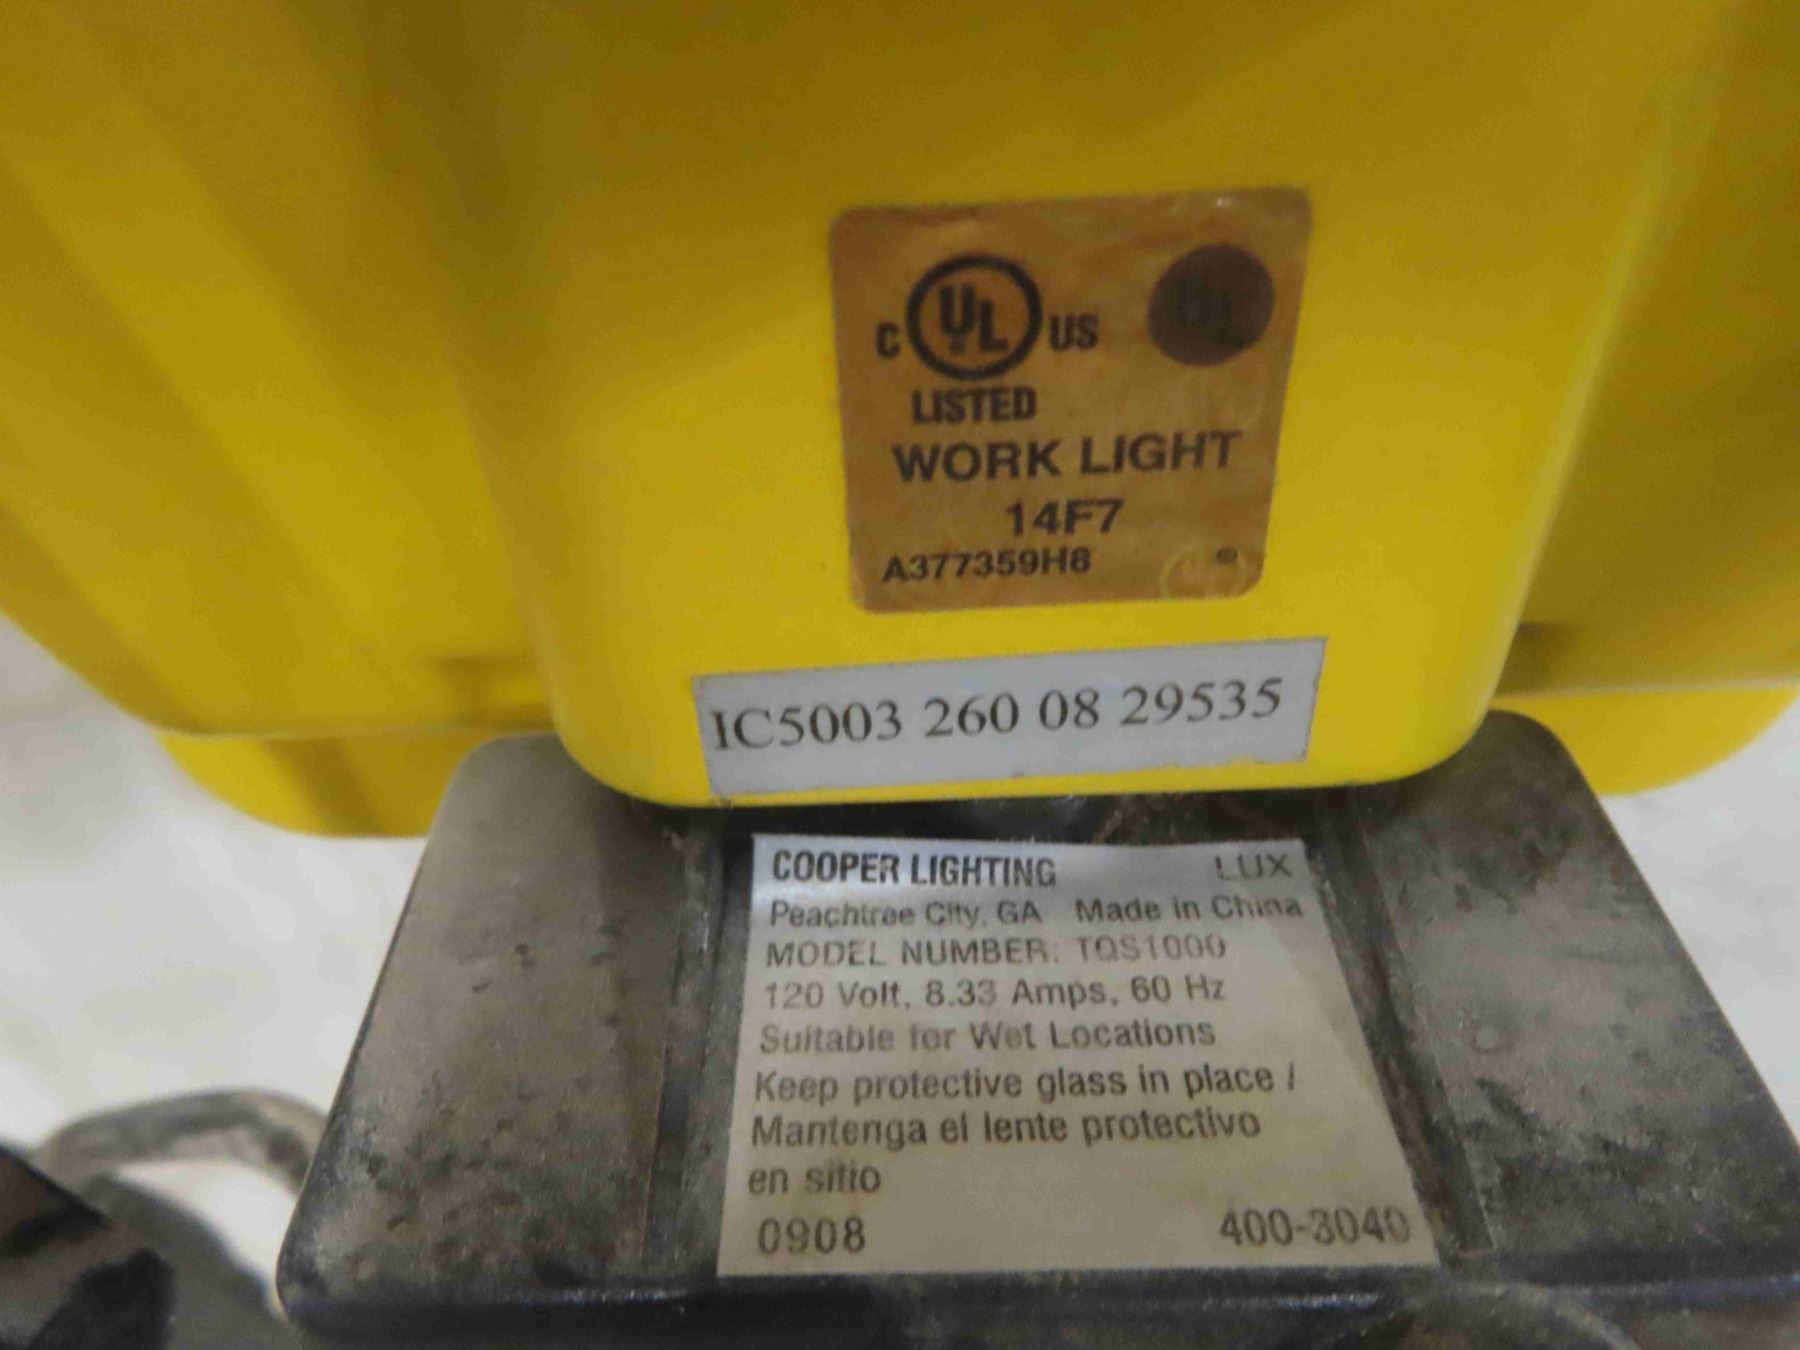 C UL US UL
LISTED
WORK LIGHT
14F7
A377359H8
IC5003 260 08 29535
COOPER LIGHTING LUX
Peachtree City, GA Made in China
MODEL NUMBER: TQS1000
120 Volt, 8.33 Amps, 60 Hz
Suitable for Wet Locations
Keep protective glass in place /
Mantenga el lente protectivo
en sitio
0908 400-3040